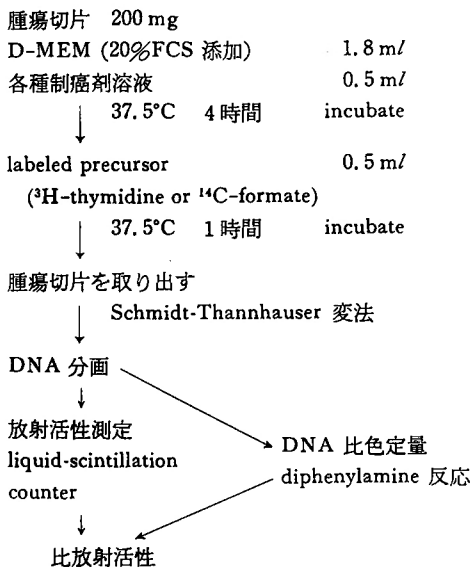 腫瘍切片 200 mg
D-MEM (20%FCS 添加) 1.8 ml
各種制癌剤溶液 0.5 ml
37.5°C 4時間 incubate
labeled precursor 0.5 ml
(³H-thymidine or ¹⁴C-formate)
37.5°C 1時間 incubate
腫瘍切片を取り出す
Schmidt-Thannhauser 変法
DNA 分画
放射活性測定
liquid-scintillation
counter
DNA 比色定量
diphenylamine 反応
比放射活性